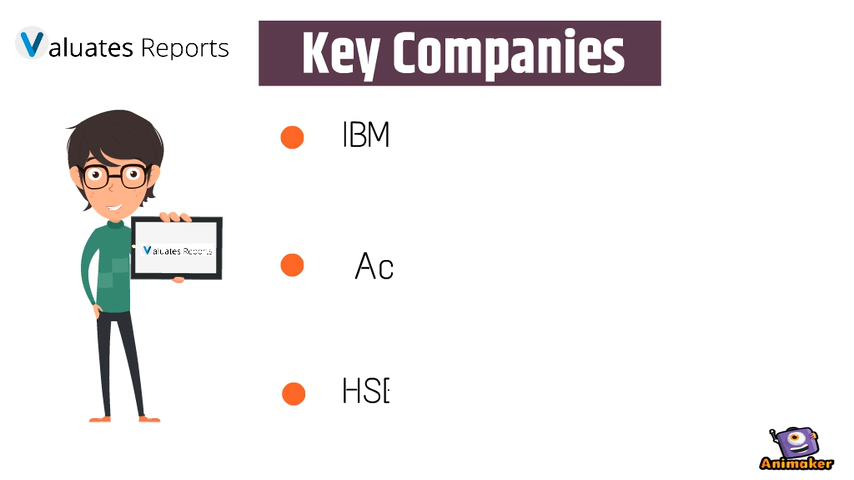 Valuates Reports
Key Companies
IBM
Ac
Valuates Reports
HS
Animaker